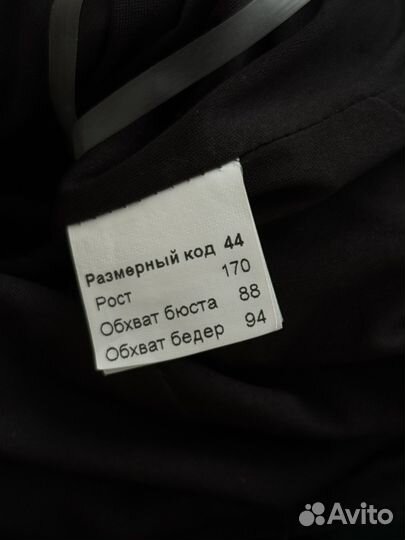 Размерный код 44
Рост 170
Обхват бюста 88
Обхват бедер 94
Avito